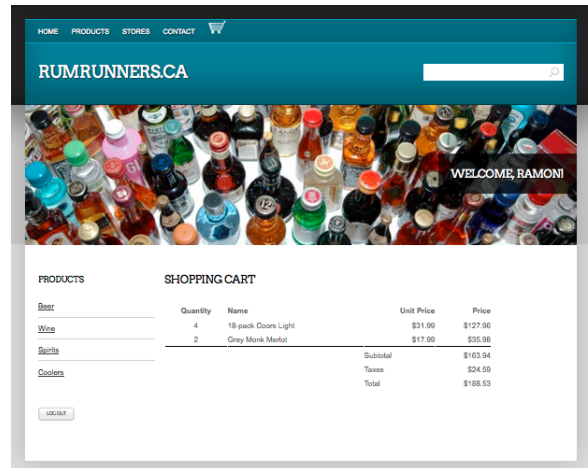 HOME PRODUCTS STORES CONTACT
RUMRUNNERS.CA
WELCOME, RAMON!
PRODUCTS
Beer
Wine
Spirits
Coolers
LOG OUT
SHOPPING CART
Quantity Name Unit Price Price
4 18-pack Coors Light $31.99 $127.96
2 Grey Monk Merlot $17.99 $35.98
Subtotal $163.94
Taxes $24.59
Total $188.53